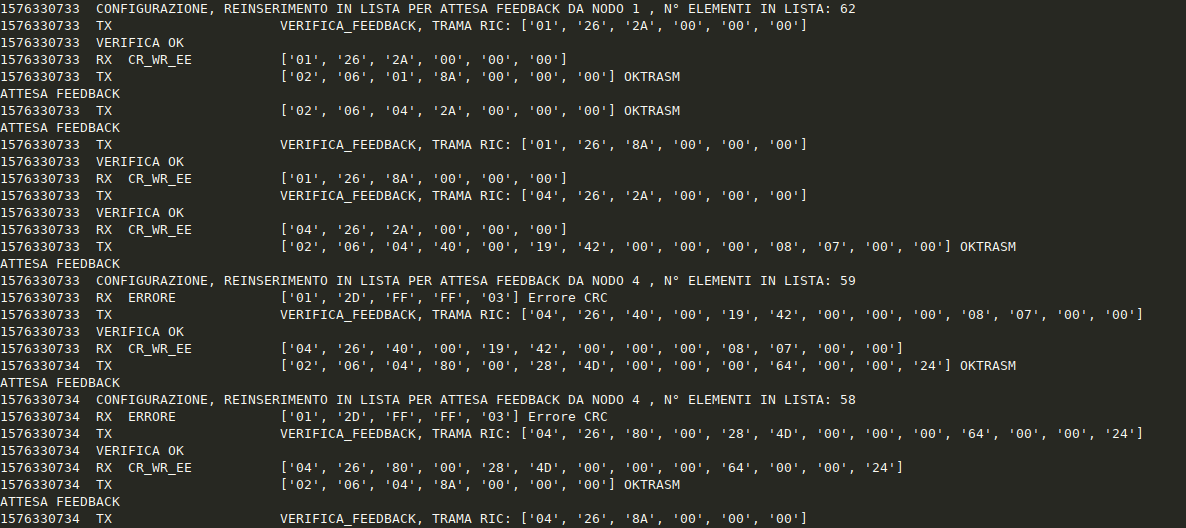 1576330733  CONFIGURAZIONE, REINSERIMENTO IN LISTA PER ATTESA FEEDBACK DA NODO 1 , N° ELEMENTI IN LISTA: 62
1576330733  TX                     VERIFICA_FEEDBACK, TRAMA RIC: ['01', '26', '2A', '00', '00', '00']
1576330733  VERIFICA OK
1576330733  RX  CR_WR_EE           ['01', '26', '2A', '00', '00', '00']
1576330733  TX                     ['02', '06', '01', '8A', '00', '00', '00'] OKTRASM
ATTESA FEEDBACK
1576330733  TX                     ['02', '06', '04', '2A', '00', '00', '00'] OKTRASM
ATTESA FEEDBACK
1576330733  TX                     VERIFICA_FEEDBACK, TRAMA RIC: ['01', '26', '8A', '00', '00', '00']
1576330733  VERIFICA OK
1576330733  RX  CR_WR_EE           ['01', '26', '8A', '00', '00', '00']
1576330733  TX                     VERIFICA_FEEDBACK, TRAMA RIC: ['04', '26', '2A', '00', '00', '00']
1576330733  VERIFICA OK
1576330733  RX  CR_WR_EE           ['04', '26', '2A', '00', '00', '00']
1576330733  TX                     ['02', '06', '04', '40', '00', '19', '42', '00', '00', '00', '08', '07', '00', '00'] OKTRASM
ATTESA FEEDBACK
1576330733  CONFIGURAZIONE, REINSERIMENTO IN LISTA PER ATTESA FEEDBACK DA NODO 4 , N° ELEMENTI IN LISTA: 59
1576330733  RX  ERRORE             ['01', '2D', 'FF', 'FF', '03'] Errore CRC
1576330733  TX                     VERIFICA_FEEDBACK, TRAMA RIC: ['04', '26', '40', '00', '19', '42', '00', '00', '00', '08', '07', '00', '00']
1576330733  VERIFICA OK
1576330733  RX  CR_WR_EE           ['04', '26', '40', '00', '19', '42', '00', '00', '00', '08', '07', '00', '00']
1576330734  TX                     ['02', '06', '04', '80', '00', '28', '4D', '00', '00', '00', '64', '00', '00', '24'] OKTRASM
ATTESA FEEDBACK
1576330734  CONFIGURAZIONE, REINSERIMENTO IN LISTA PER ATTESA FEEDBACK DA NODO 4 , N° ELEMENTI IN LISTA: 58
1576330734  RX  ERRORE             ['01', '2D', 'FF', 'FF', '03'] Errore CRC
1576330734  TX                     VERIFICA_FEEDBACK, TRAMA RIC: ['04', '26', '80', '00', '28', '4D', '00', '00', '00', '64', '00', '00', '24']
1576330734  VERIFICA OK
1576330734  RX  CR_WR_EE           ['04', '26', '80', '00', '28', '4D', '00', '00', '00', '64', '00', '00', '24']
1576330734  TX                     ['02', '06', '04', '8A', '00', '00', '00'] OKTRASM
ATTESA FEEDBACK
1576330734  TX                     VERIFICA_FEEDBACK, TRAMA RIC: ['04', '26', '8A', '00', '00', '00']